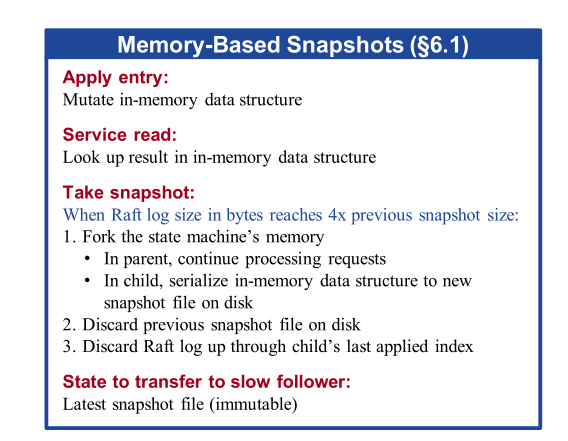 Memory-Based Snapshots (§6.1)
Apply entry:
Mutate in-memory data structure
Service read:
Look up result in in-memory data structure
Take snapshot:
When Raft log size in bytes reaches 4x previous snapshot size:
1. Fork the state machine’s memory
• In parent, continue processing requests
• In child, serialize in-memory data structure to new
snapshot file on disk
2. Discard previous snapshot file on disk
3. Discard Raft log up through child’s last applied index
State to transfer to slow follower:
Latest snapshot file (immutable)